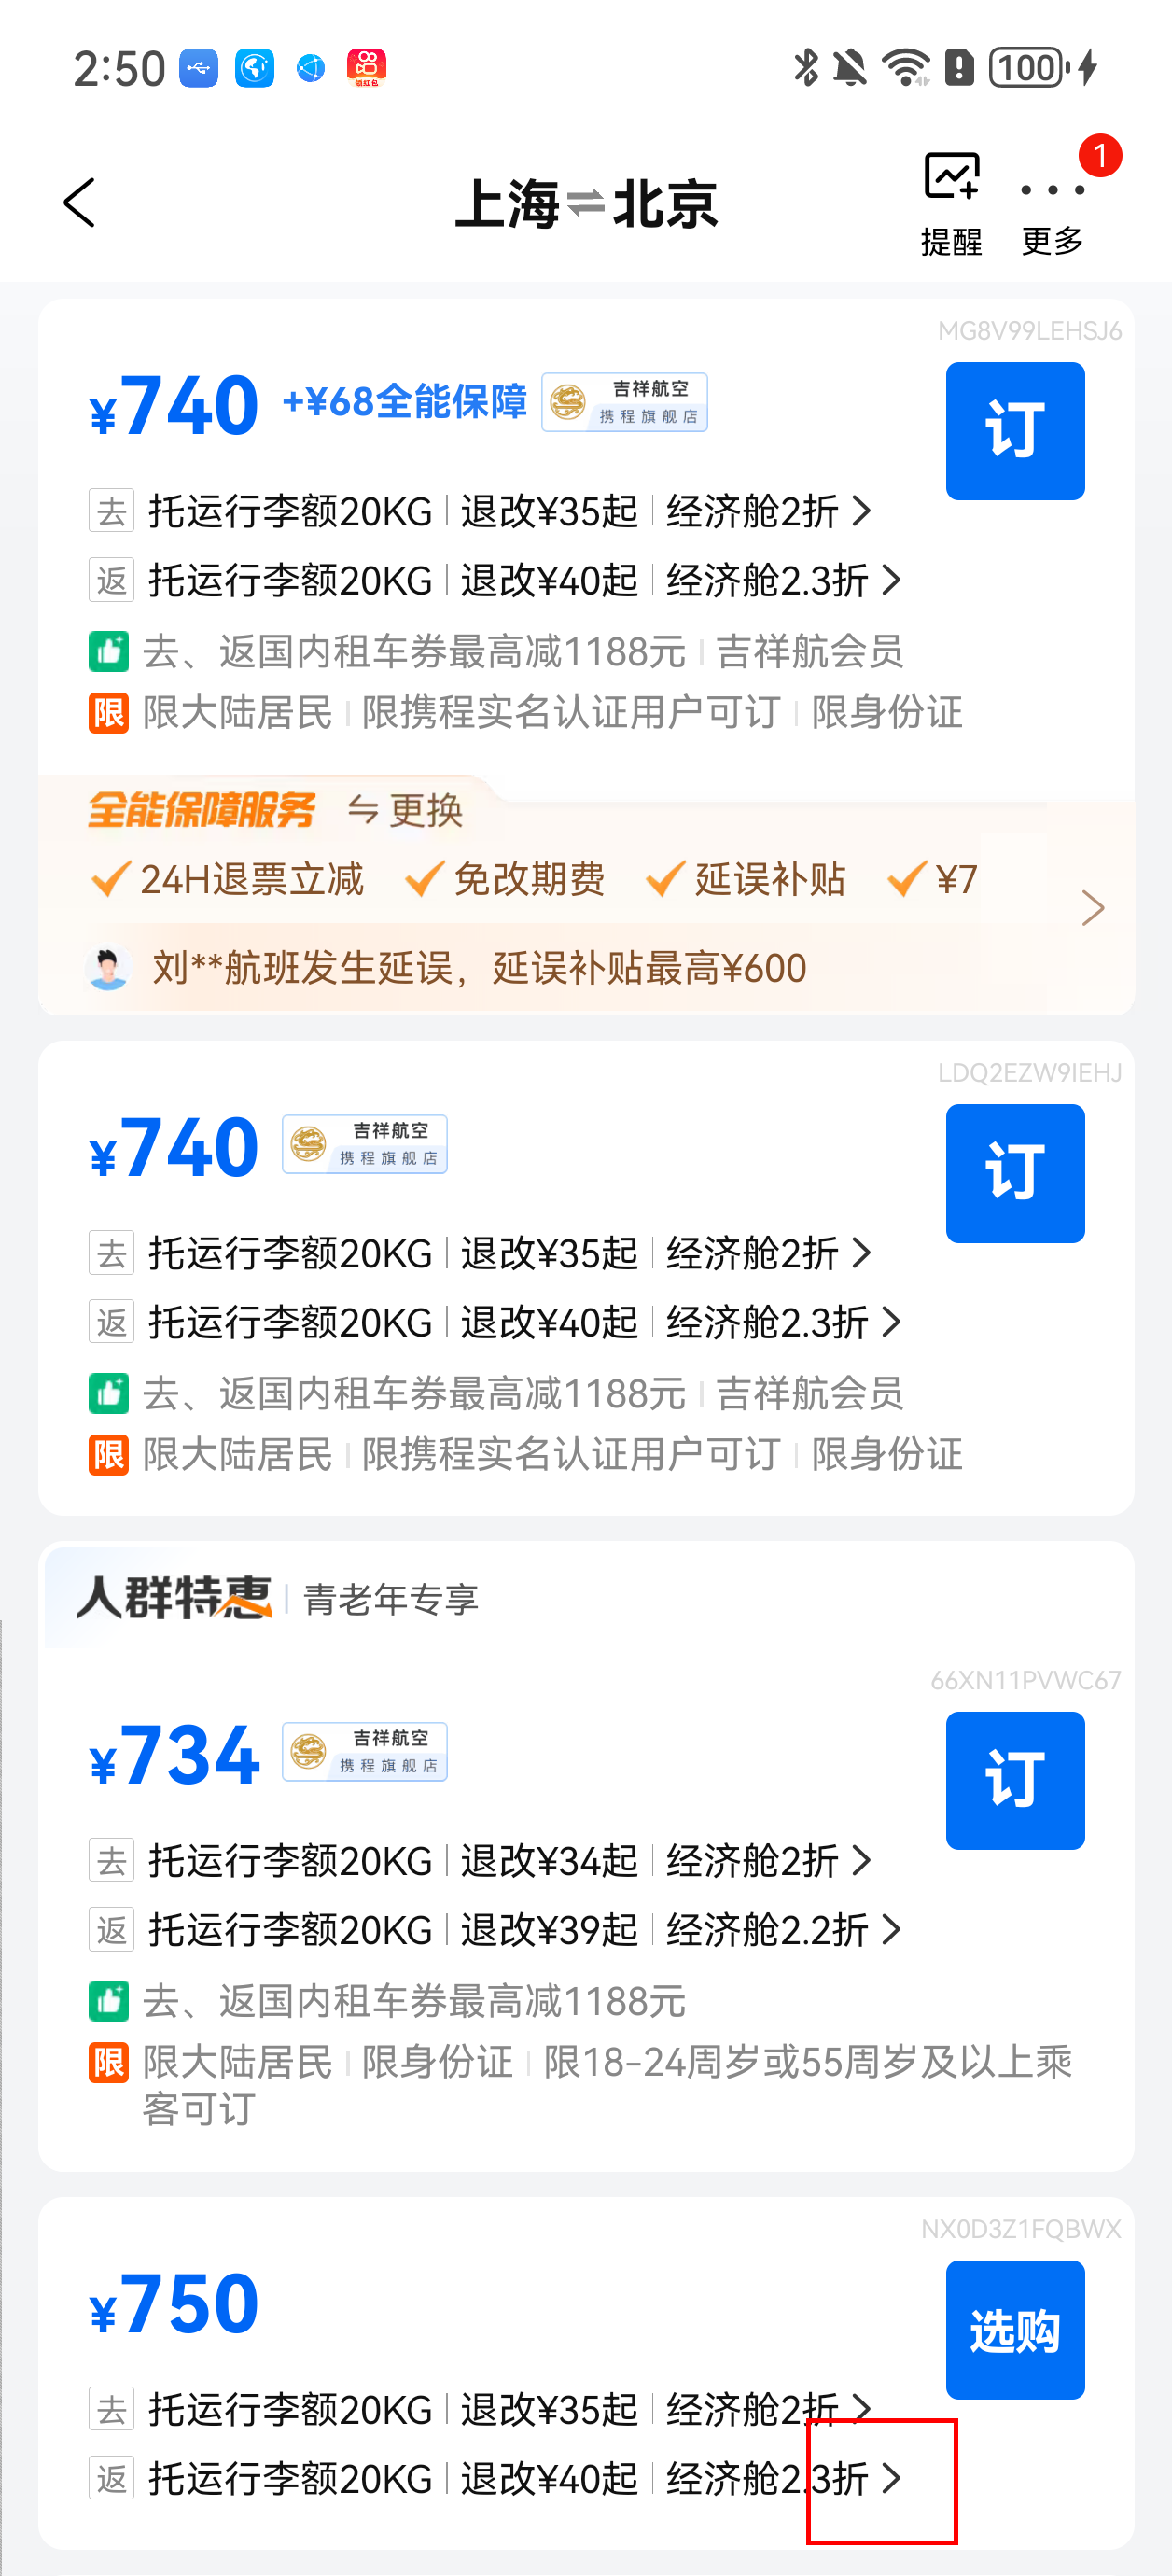 2:50
100
上海⇌北京
1
提醒 更多
MG8V99LEHSJ6
¥740 +¥68全能保障 吉祥航空 携程旗舰店
订
去 托运行李额20KG 退改¥35起 经济舱2折
返 托运行李额20KG 退改¥40起 经济舱2.3折
去、返国内租车券最高减1188元 吉祥航会员
限 限大陆居民 限携程实名认证用户可订 限身份证
全能保障服务 更换
24H退票立减 免改期费 延误补贴 ¥7
刘**航班发生延误，延误补贴最高¥600
LDQ2EZW9IEHJ
¥740 吉祥航空 携程旗舰店
订
去 托运行李额20KG 退改¥35起 经济舱2折
返 托运行李额20KG 退改¥40起 经济舱2.3折
去、返国内租车券最高减1188元 吉祥航会员
限 限大陆居民 限携程实名认证用户可订 限身份证
人群特惠 青老年专享
66XN11PVWC67
¥734 吉祥航空 携程旗舰店
订
去 托运行李额20KG 退改¥34起 经济舱2折
返 托运行李额20KG 退改¥39起 经济舱2.2折
去、返国内租车券最高减1188元
限 限大陆居民 限身份证 限18-24周岁或55周岁及以上乘
客可订
NX0D3Z1FQBWX
¥750
选购
去 托运行李额20KG 退改¥35起 经济舱2折
返 托运行李额20KG 退改¥40起 经济舱2.3折